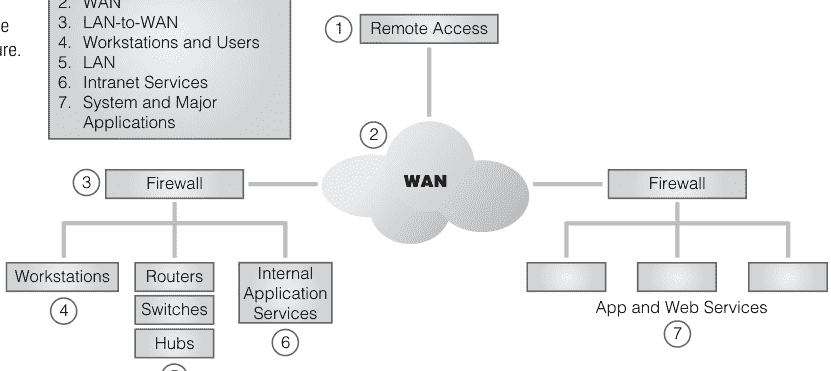 2. WAN
e
3. LAN-to-WAN
ure.
4. Workstations and Users
5. LAN
6. Intranet Services
7. System and Major
Applications
1 Remote Access
2
WAN
3 Firewall
Firewall
Workstations
4
Routers
Switches
Hubs
Internal
Application
Services
6
App and Web Services
7